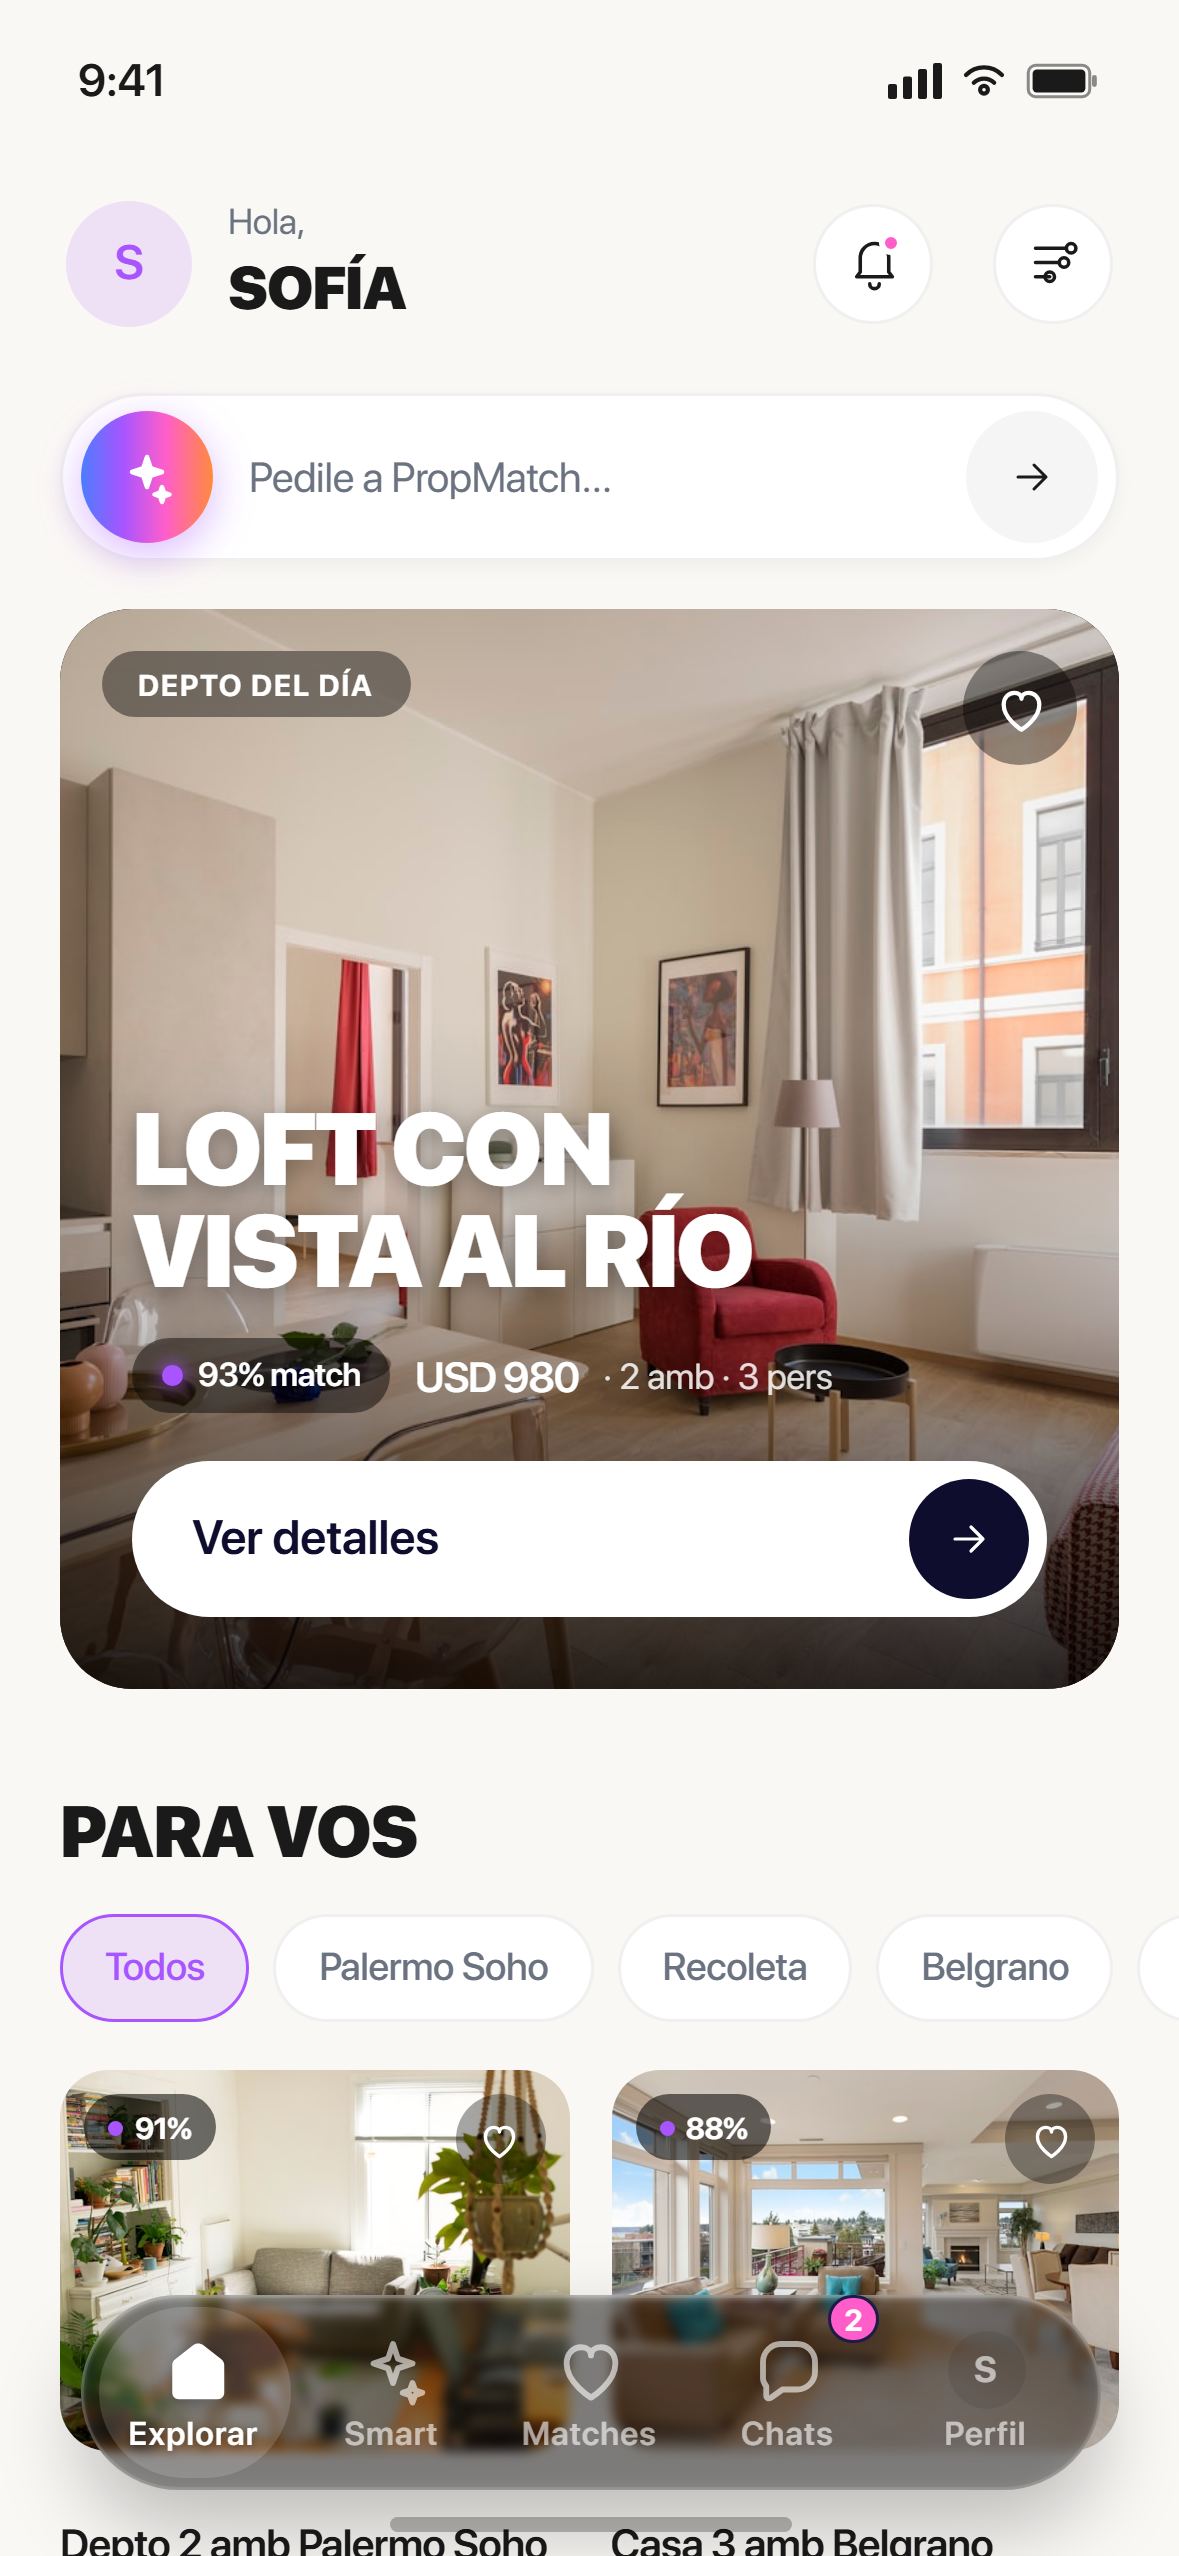 9:41
S
Hola,
SOFÍA
Pedile a PropMatch...
DEPTO DEL DÍA
LOFT CON
VISTA AL RÍO
93% match USD 980 · 2 amb · 3 pers
Ver detalles
PARA VOS
Todos Palermo Soho Recoleta Belgrano
91% 88%
2
S
Explorar Smart Matches Chats Perfil
Depto 2 amb Palermo Soho Casa 3 amb Belgrano